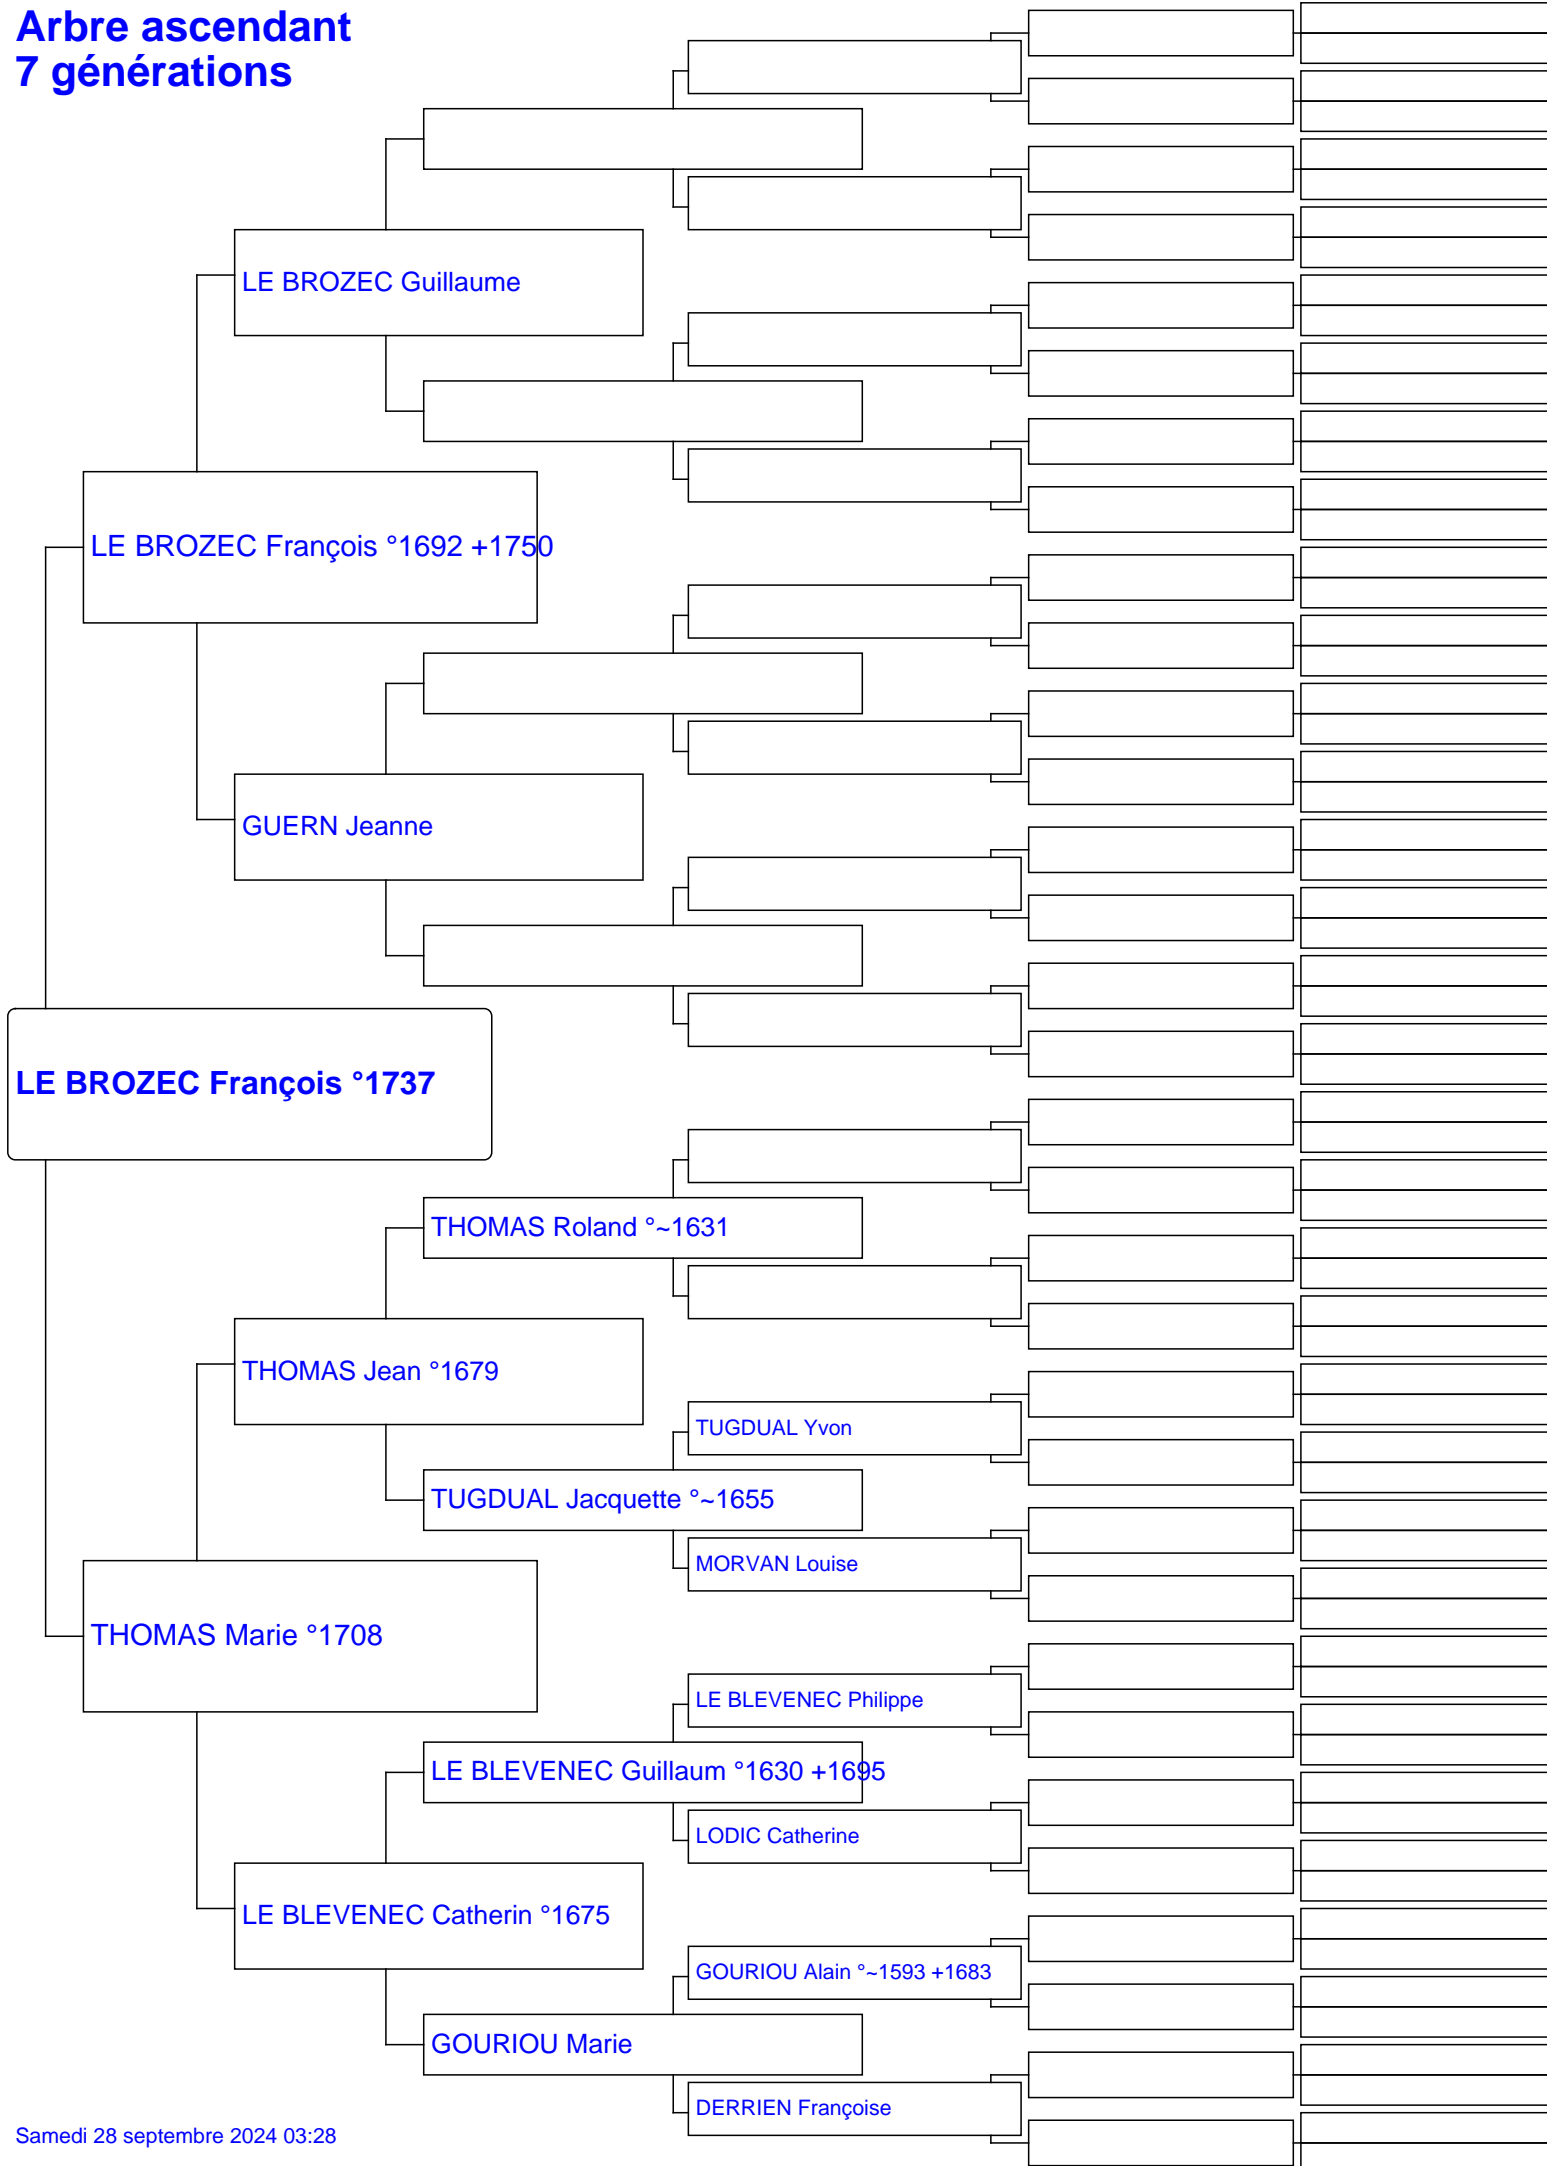 Arbre ascendant
7 générations
LE BROZEC Guillaume
LE BROZEC François °1692 +1750
GUERN Jeanne
LE BROZEC François °1737
THOMAS Roland °~1631
THOMAS Jean °1679
TUGDUAL Yvon
TUGDUAL Jacquette °~1655
MORVAN Louise
THOMAS Marie °1708
LE BLEVENEC Philippe
LE BLEVENEC Guillaum °1630 +1695
LODIC Catherine
LE BLEVENEC Catherin °1675
GOURIOU Alain °~1593 +1683
GOURIOU Marie
DERRIEN Françoise
Samedi 28 septembre 2024 03:28